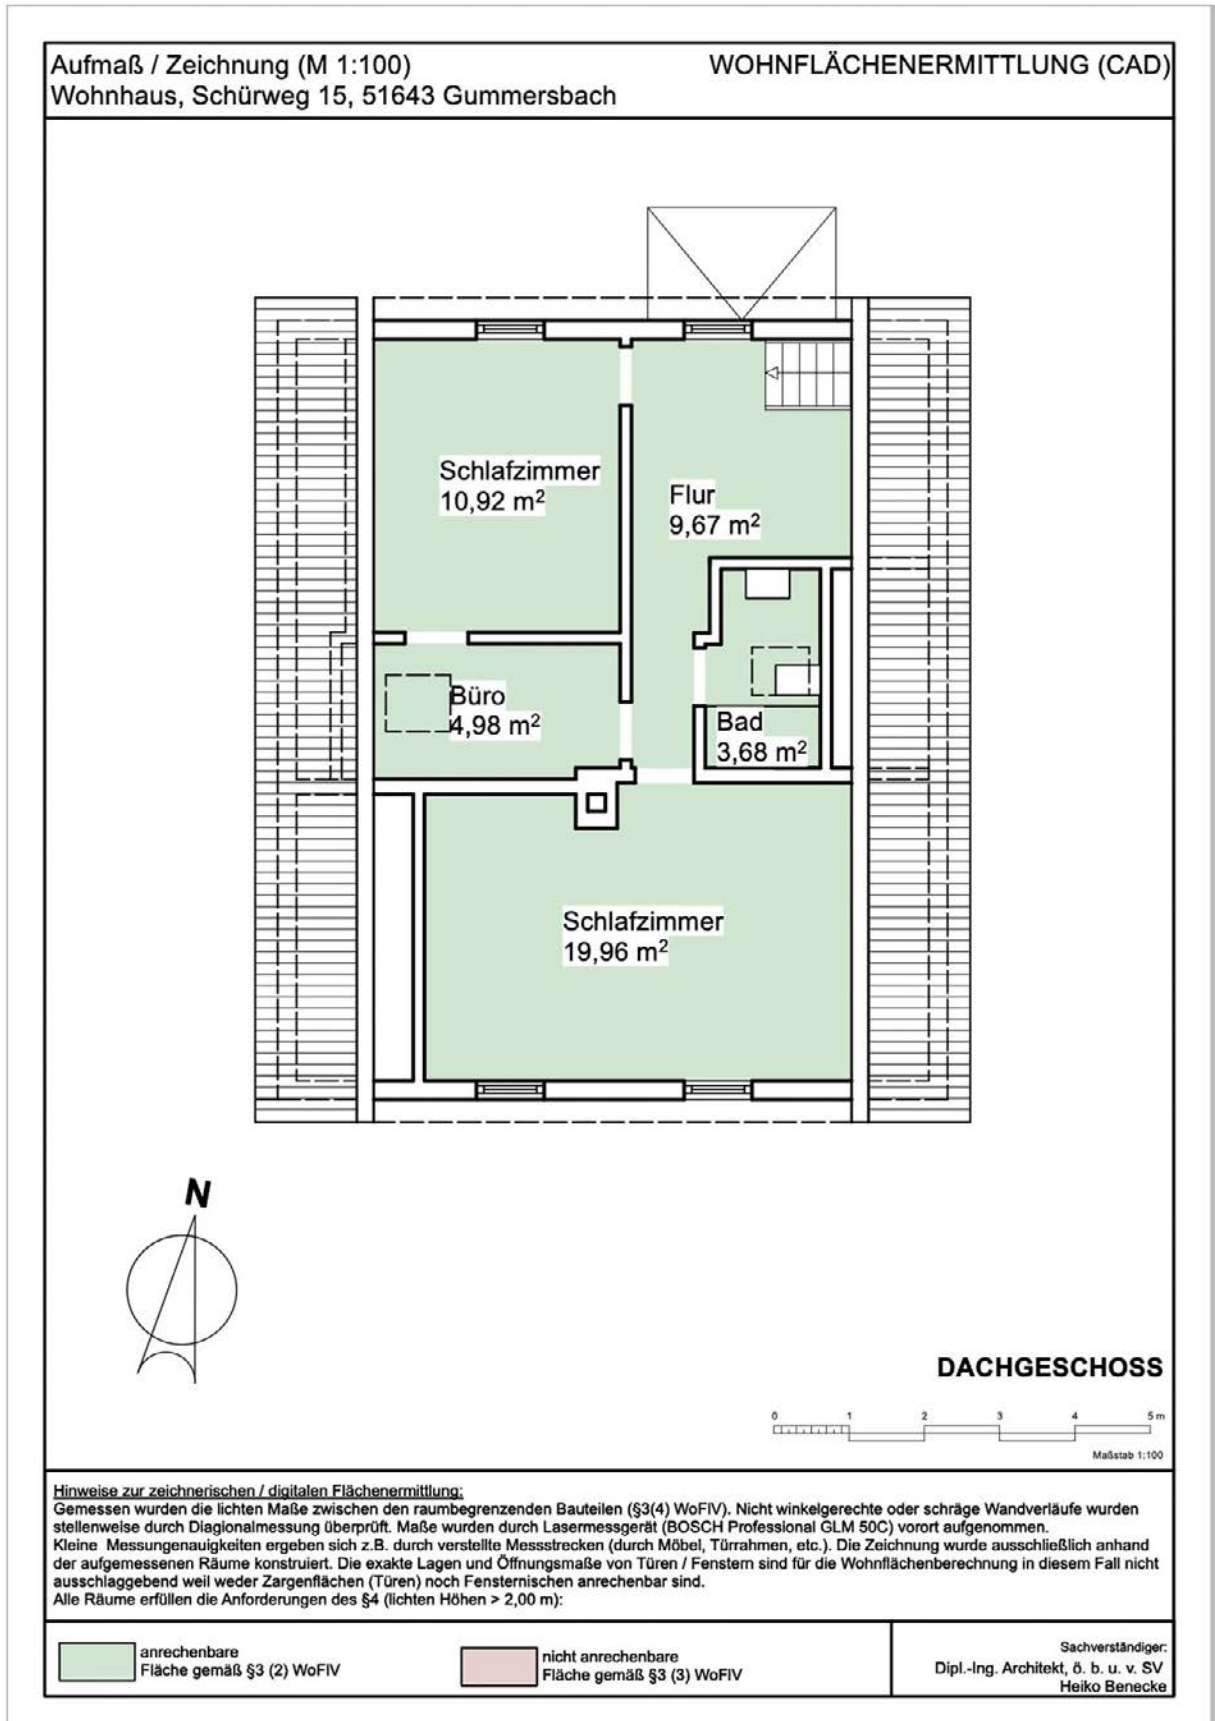 Aufmaß / Zeichnung (M 1:100)
WOHNFLÄCHENERMITTLUNG (CAD)
Wohnhaus, Schürweg 15, 51643 Gummersbach
Schlafzimmer
10,92 m²
Flur
9,67 m²
Büro
4,98 m²
Bad
3,68 m²
Schlafzimmer
19,96 m²
N
DACHGESCHOSS
0 1 2 3 4 5 m
Maßstab 1:100
Hinweise zur zeichnerischen / digitalen Flächenermittlung:
Gemessen wurden die lichten Maße zwischen den raumbegrenzenden Bauteilen (§3(4) WoFlV). Nicht winkelgerechte oder schräge Wandverläufe wurden
stellenweise durch Diagionalmessung überprüft. Maße wurden durch Lasermessgerät (BOSCH Professional GLM 50C) vorort aufgenommen.
Kleine Messungenauigkeiten ergeben sich z.B. durch verstellte Messstrecken (durch Möbel, Türrahmen, etc.). Die Zeichnung wurde ausschließlich anhand
der aufgemessenen Räume konstruiert. Die exakte Lagen und Öffnungsmaße von Türen / Fenstern sind für die Wohnflächenberechnung in diesem Fall nicht
ausschlaggebend weil weder Zargenflächen (Türen) noch Fensternischen anrechenbar sind.
Alle Räume erfüllen die Anforderungen des §4 (lichten Höhen > 2,00 m):
anrechenbare
Fläche gemäß §3 (2) WoFlV
nicht anrechenbare
Fläche gemäß §3 (3) WoFlV
Sachverständiger:
Dipl.-Ing. Architekt, ö. b. u. v. SV
Heiko Benecke